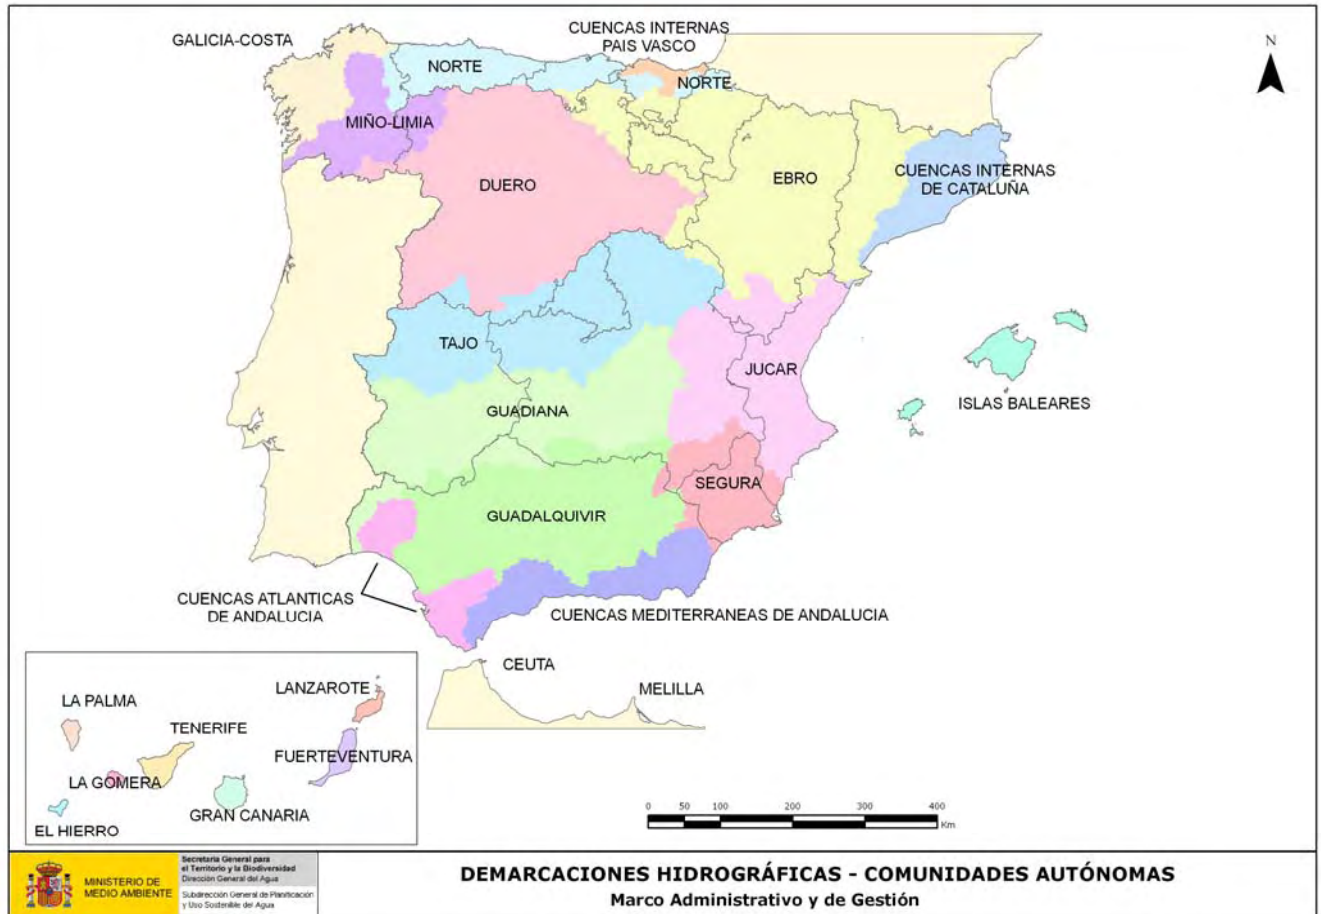 GALICIA-COSTA
CUENCAS INTERNAS
PAIS VASCO
N
NORTE
NORTE
MIÑO-LIMIA
DUERO
EBRO
CUENCAS INTERNAS
DE CATALUÑA
TAJO
JUCAR
GUADIANA
ISLAS BALEARES
SEGURA
GUADALQUIVIR
CUENCAS ATLANTICAS
DE ANDALUCIA
CUENCAS MEDITERRANEAS DE ANDALUCIA
CEUTA
MELILLA
LANZAROTE
LA PALMA
TENERIFE
FUERTEVENTURA
LA GOMERA
GRAN CANARIA
EL HIERRO
0 50 100 200 300 400
Km
MINISTERIO DE
MEDIO AMBIENTE
Secretaría General para
el Territorio y la Biodiversidad
Dirección General del Agua
Subdirección General de Planificación
y Uso Sostenible del Agua
DEMARCACIONES HIDROGRÁFICAS - COMUNIDADES AUTÓNOMAS
Marco Administrativo y de Gestión